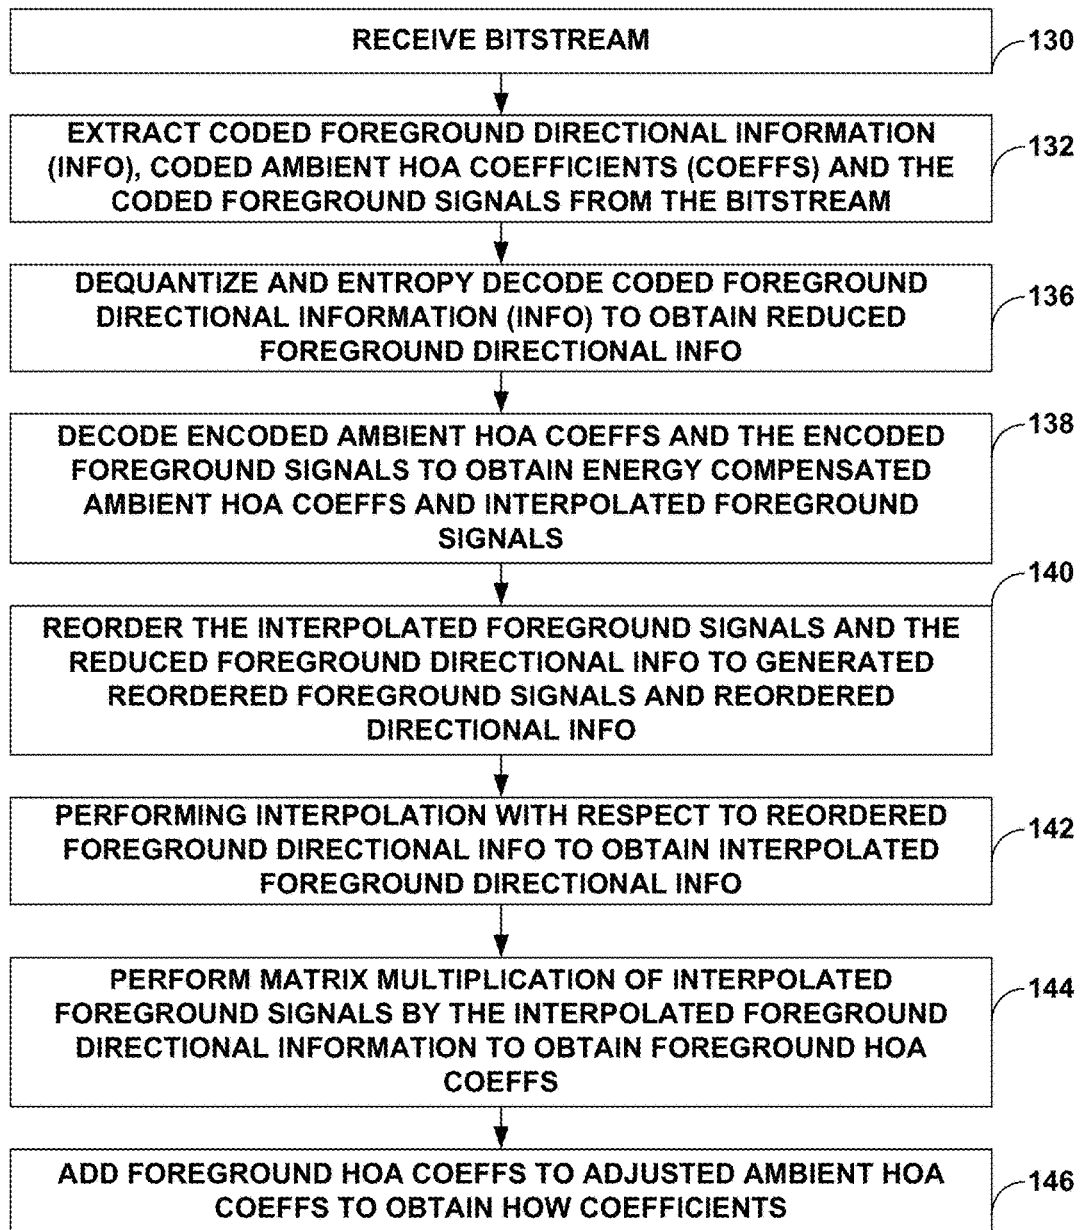 RECEIVE BITSTREAM
130
EXTRACT CODED FOREGROUND DIRECTIONAL INFORMATION
(INFO), CODED AMBIENT HOA COEFFICIENTS (COEFFS) AND THE
CODED FOREGROUND SIGNALS FROM THE BITSTREAM
132
DEQUANTIZE AND ENTROPY DECODE CODED FOREGROUND
DIRECTIONAL INFORMATION (INFO) TO OBTAIN REDUCED
FOREGROUND DIRECTIONAL INFO
136
DECODE ENCODED AMBIENT HOA COEFFS AND THE ENCODED
FOREGROUND SIGNALS TO OBTAIN ENERGY COMPENSATED
AMBIENT HOA COEFFS AND INTERPOLATED FOREGROUND
SIGNALS
138
REORDER THE INTERPOLATED FOREGROUND SIGNALS AND THE
REDUCED FOREGROUND DIRECTIONAL INFO TO GENERATED
REORDERED FOREGROUND SIGNALS AND REORDERED
DIRECTIONAL INFO
140
PERFORMING INTERPOLATION WITH RESPECT TO REORDERED
FOREGROUND DIRECTIONAL INFO TO OBTAIN INTERPOLATED
FOREGROUND DIRECTIONAL INFO
142
PERFORM MATRIX MULTIPLICATION OF INTERPOLATED
FOREGROUND SIGNALS BY THE INTERPOLATED FOREGROUND
DIRECTIONAL INFORMATION TO OBTAIN FOREGROUND HOA
COEFFS
144
ADD FOREGROUND HOA COEFFS TO ADJUSTED AMBIENT HOA
COEFFS TO OBTAIN HOW COEFFICIENTS
146